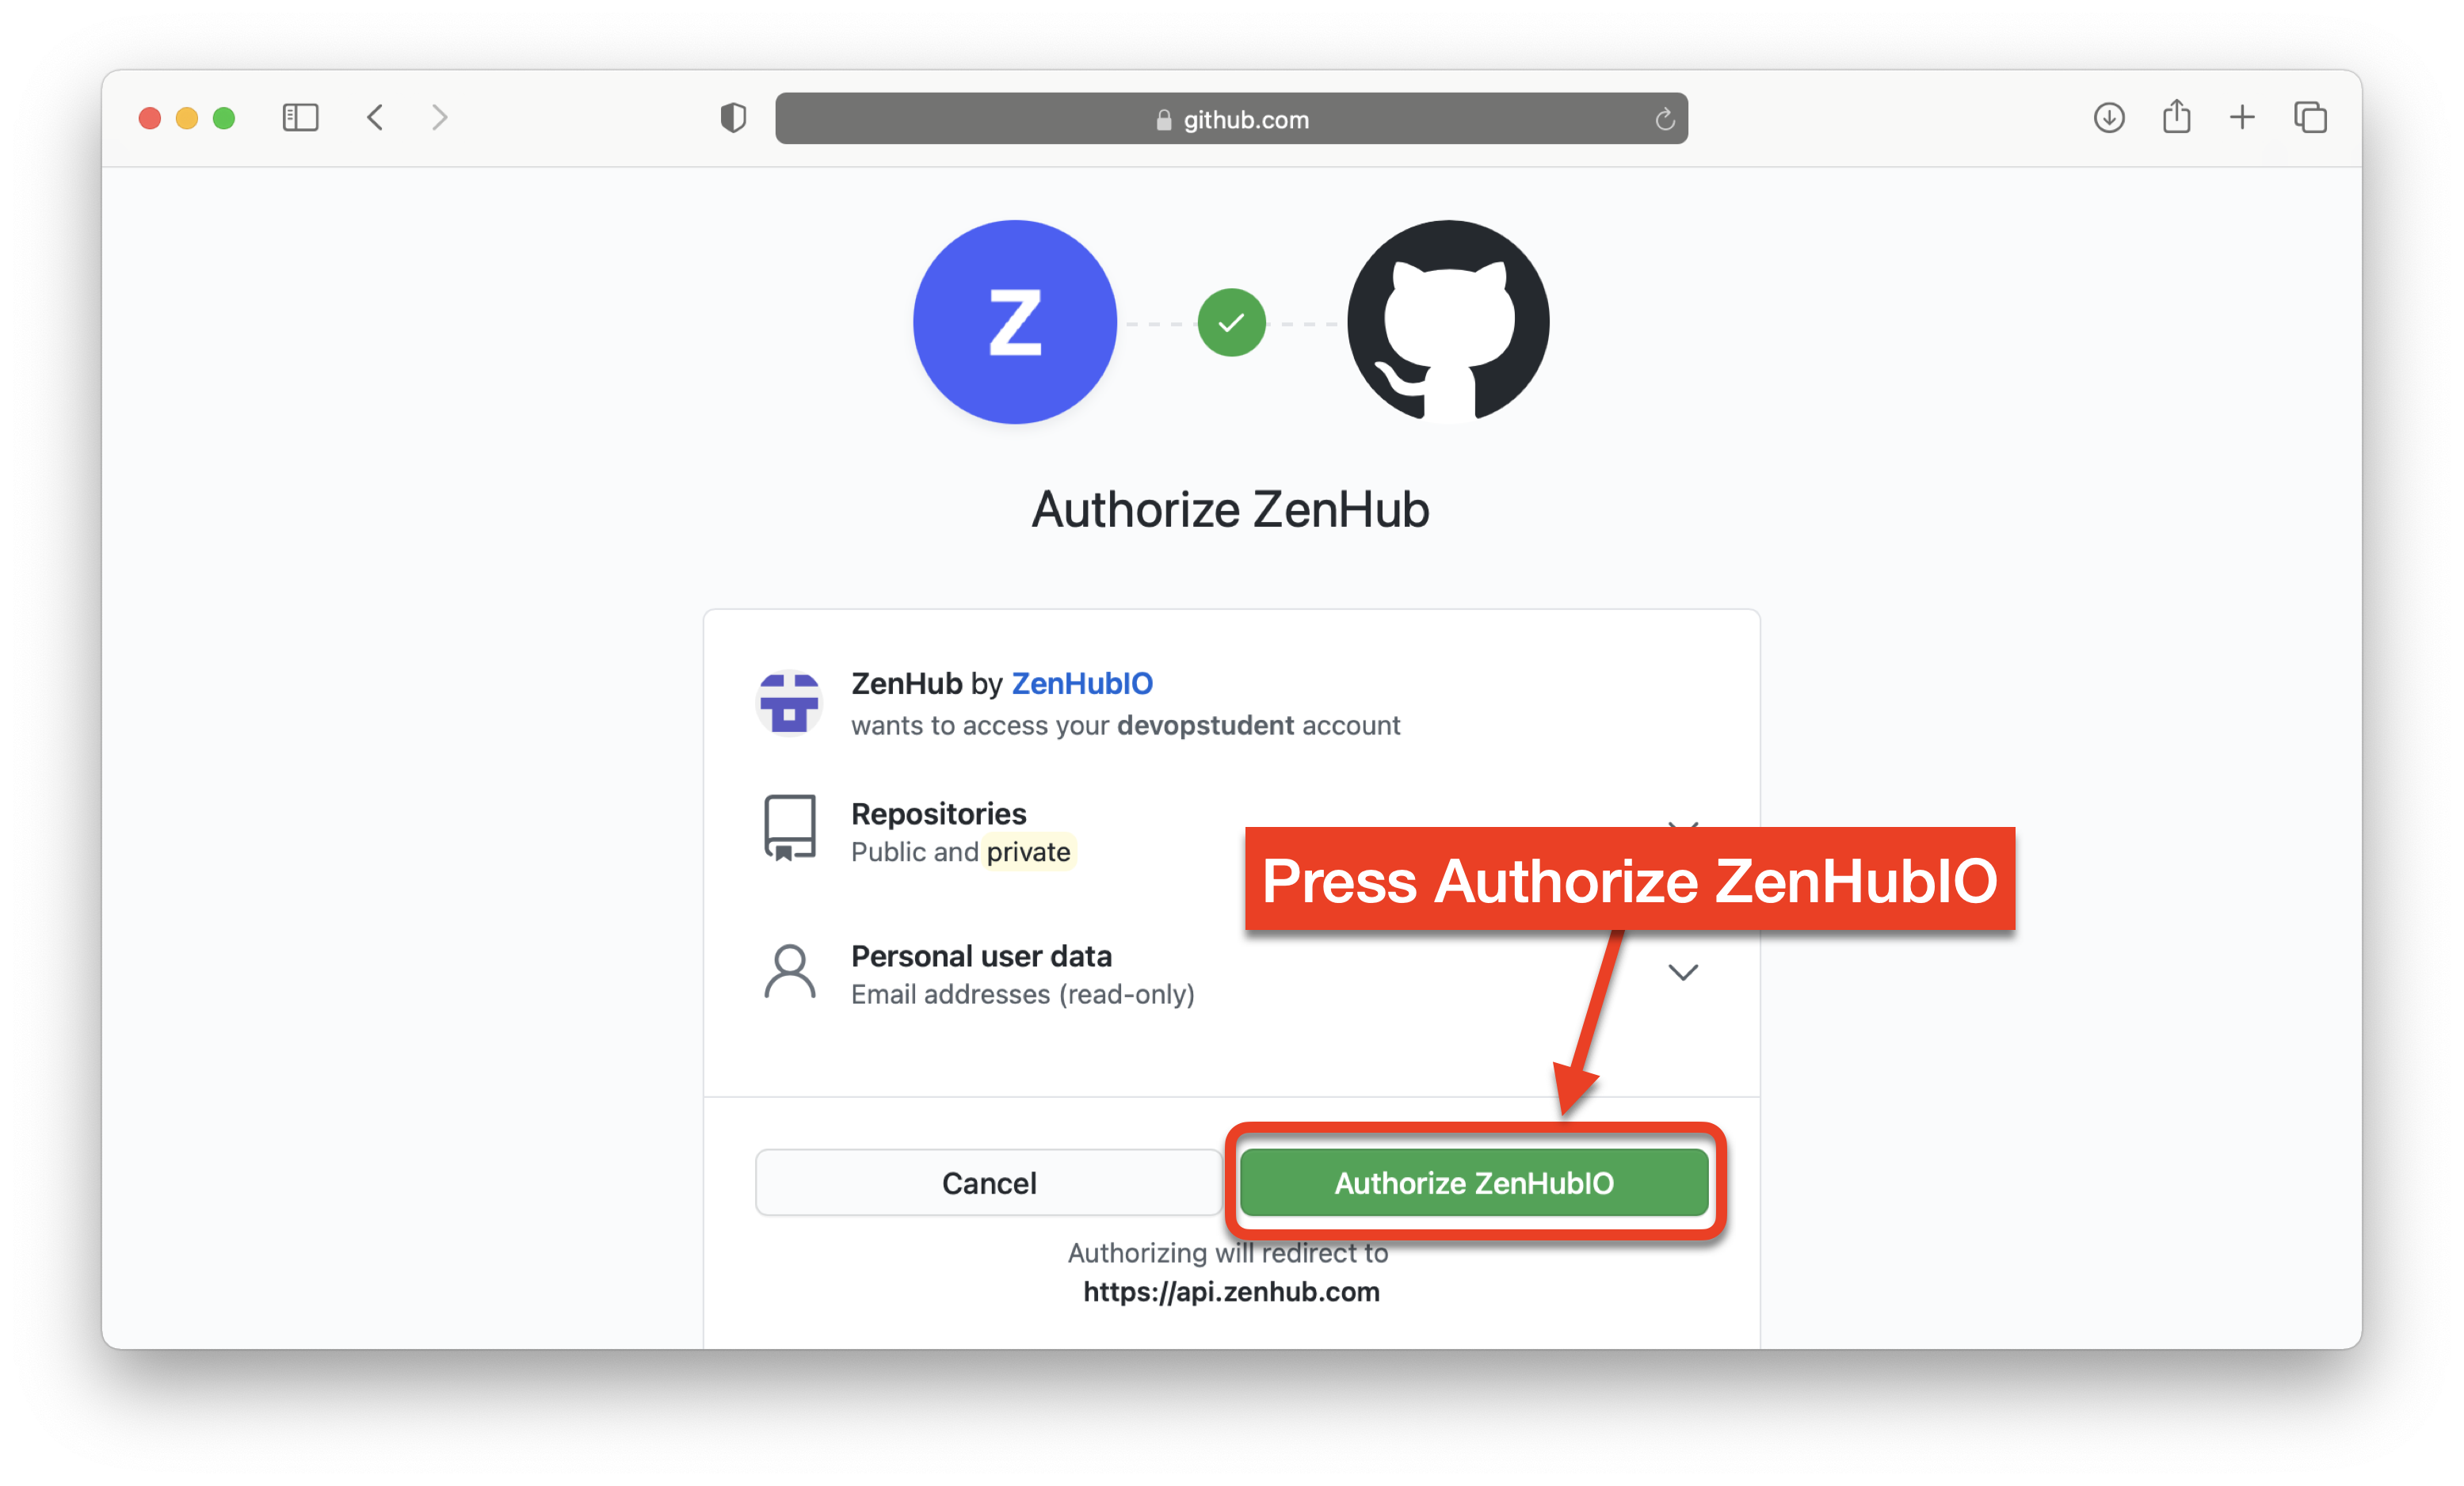 github.com
Z
Authorize ZenHub
ZenHub by ZenHubIO
wants to access your devopstudent account
Repositories
Public and private
Press Authorize ZenHubIO
Personal user data
Email addresses (read-only)
Cancel
Authorize ZenHubIO
Authorizing will redirect to
https://api.zenhub.com